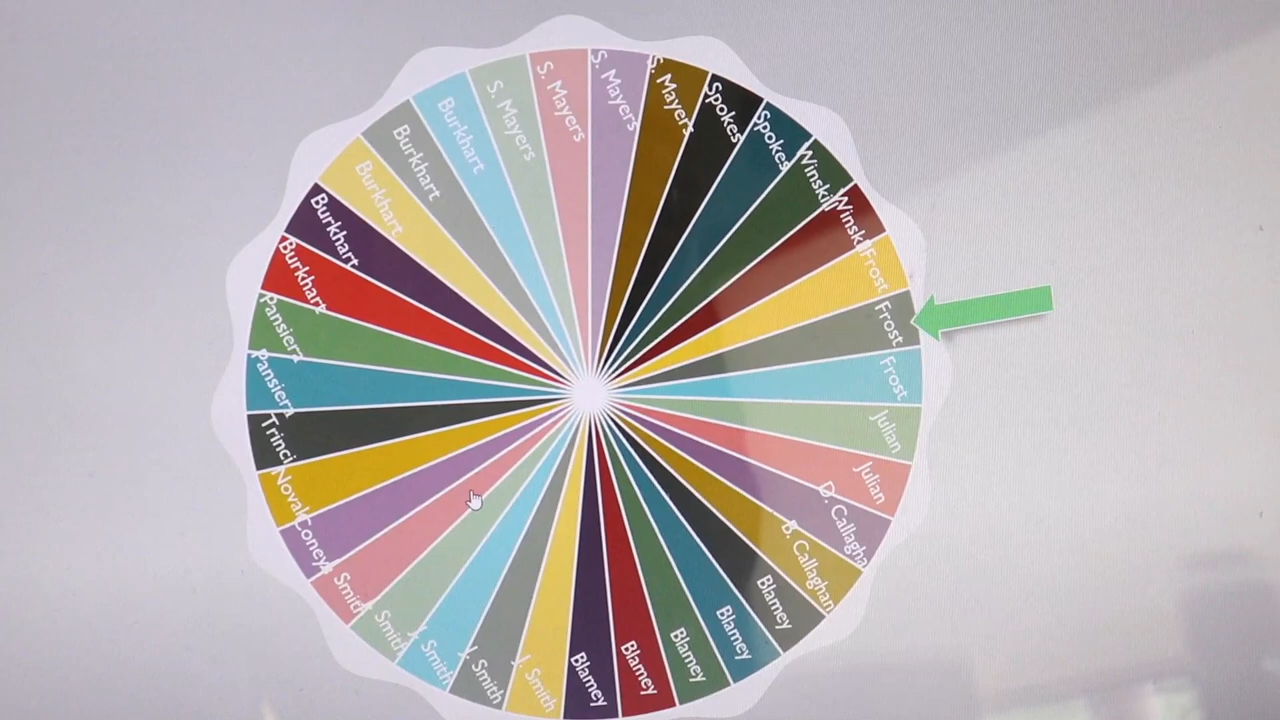 S. Mayers
S. Mayers
Spokes
Spokes
Winski
Winski
Frost
Frost
Frost
Julian
Julian
D. Callagha
B. Callaghan
Blamey
Blamey
Blamey
Blamey
Blamey
J. Smith
J. Smith
J. Smith
Smith
Smith
Coney
Novak
Trinci
Pansiera
Pansiera
Burkhart
Burkhart
Burkhart
Burkhart
Burkhart
S. Mayers
S. Mayers